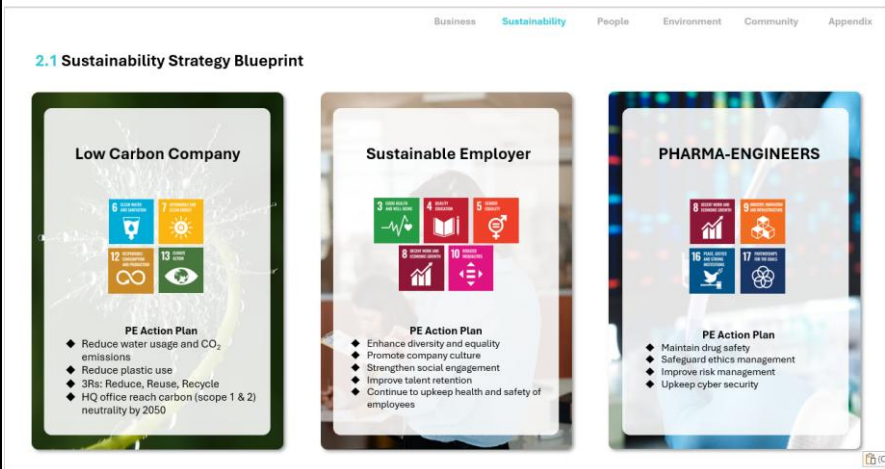 Business Sustainability People Environment Community Appendix
2.1 Sustainability Strategy Blueprint
Low Carbon Company
6 CLEAN WATER
AND SANITATION
7 AFFORDABLE AND
CLEAN ENERGY
12 RESPONSIBLE
CONSUMPTION
AND PRODUCTION
13 CLIMATE
ACTION
PE Action Plan
◆ Reduce water usage and CO₂
emissions
◆ Reduce plastic use
◆ 3Rs: Reduce, Reuse, Recycle
◆ HQ office reach carbon (scope 1 & 2)
neutrality by 2050
Sustainable Employer
3 GOOD HEALTH
AND WELL-BEING
4 QUALITY
EDUCATION
5 GENDER
EQUALITY
8 DECENT WORK AND
ECONOMIC GROWTH
10 REDUCED
INEQUALITIES
PE Action Plan
◆ Enhance diversity and equality
◆ Promote company culture
◆ Strengthen social engagement
◆ Improve talent retention
◆ Continue to upkeep health and safety of
employees
PHARMA-ENGINEERS
8 DECENT WORK AND
ECONOMIC GROWTH
9 INDUSTRY, INNOVATION
AND INFRASTRUCTURE
16 PEACE, JUSTICE
AND STRONG
INSTITUTIONS
17 PARTNERSHIPS
FOR THE GOALS
PE Action Plan
◆ Maintain drug safety
◆ Safeguard ethics management
◆ Improve risk management
◆ Upkeep cyber security